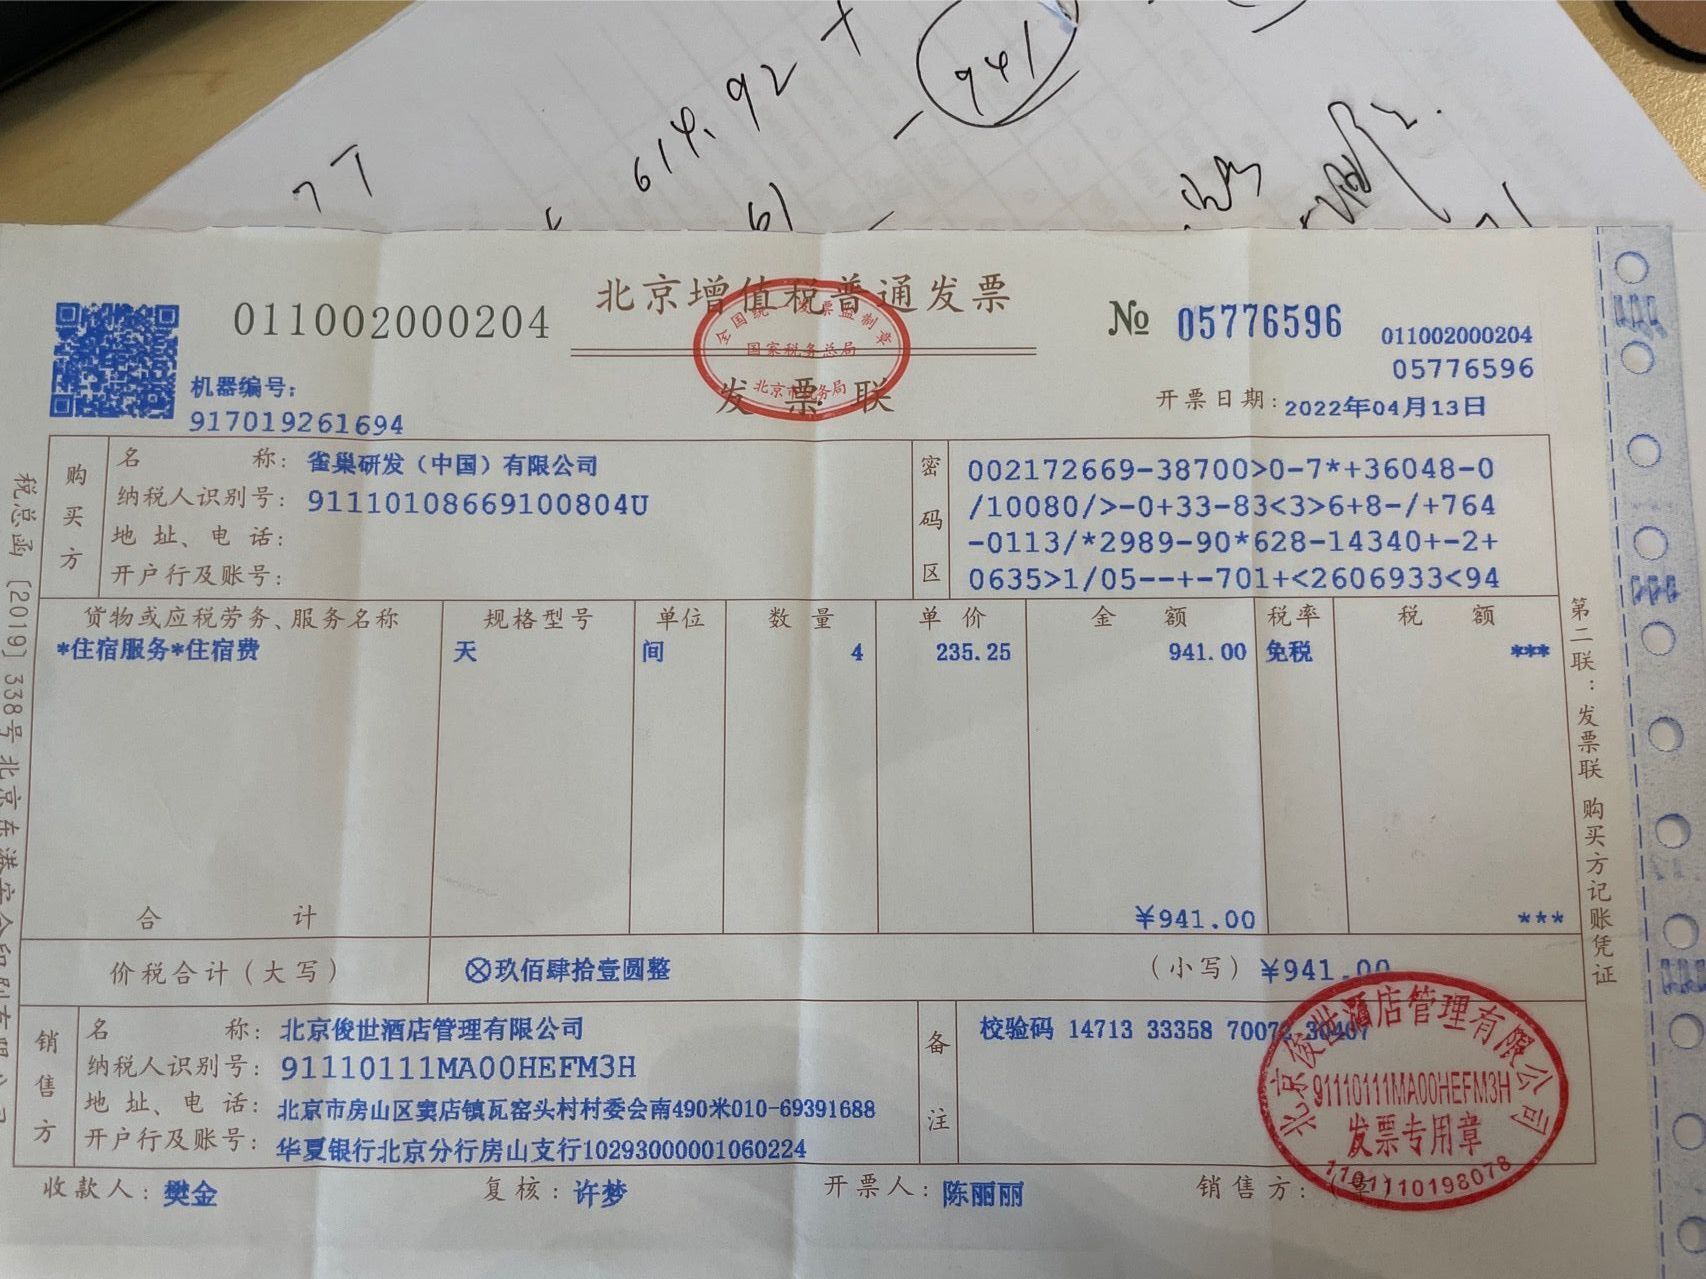 614.92
941
61
北京增值税普通发票
011002000204
№ 05776596
011002000204
05776596
全国统一发票监制章
国家税务总局
北京市税务局
发票联
机器编号:
917019261694
开票日期: 2022年04月13日
购买方
名称: 雀巢研发(中国)有限公司
纳税人识别号: 91110108669100804U
地址、电话:
开户行及账号:
密码区
002172669-38700>0-7*+36048-0
/10080/>-0+33-83<3>6+8-/+764
-0113/*2989-90*628-14340+-2+
0635>1/05--+-701+<2606933<94
货物或应税劳务、服务名称 规格型号 单位 数量 单价 金额 税率 税额
*住宿服务*住宿费 天 间 4 235.25 941.00 免税 ***
合计 ¥941.00 ***
价税合计(大写) ⊗玖佰肆拾壹圆整 (小写) ¥941.00
销售方
名称: 北京俊世酒店管理有限公司
纳税人识别号: 91110111MA00HEFM3H
地址、电话: 北京市房山区窦店镇瓦窑头村村委会南490米010-69391688
开户行及账号: 华夏银行北京分行房山支行10293000001060224
备注
校验码 14713 33358 70072 30407
北京俊世酒店管理有限公司
91110111MA00HEFM3H
发票专用章
1101110198078
收款人: 樊金 复核: 许梦 开票人: 陈丽丽 销售方: (章)
第二联:发票联 购买方记账凭证
税总函[2019]338号北京东港安全印刷有限公司